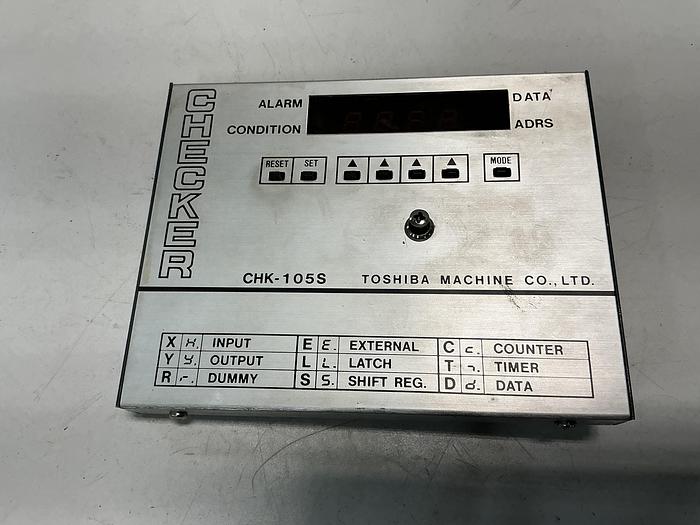 CHECKER
ALARM DATA
CONDITION ADRS
RESET SET ▲ ▲ ▲ ▲ MODE
CHK-105S TOSHIBA MACHINE CO., LTD.
X INPUT E E. EXTERNAL C c. COUNTER
Y y. OUTPUT L L. LATCH T TIMER
R r. DUMMY S S. SHIFT REG. D d. DATA